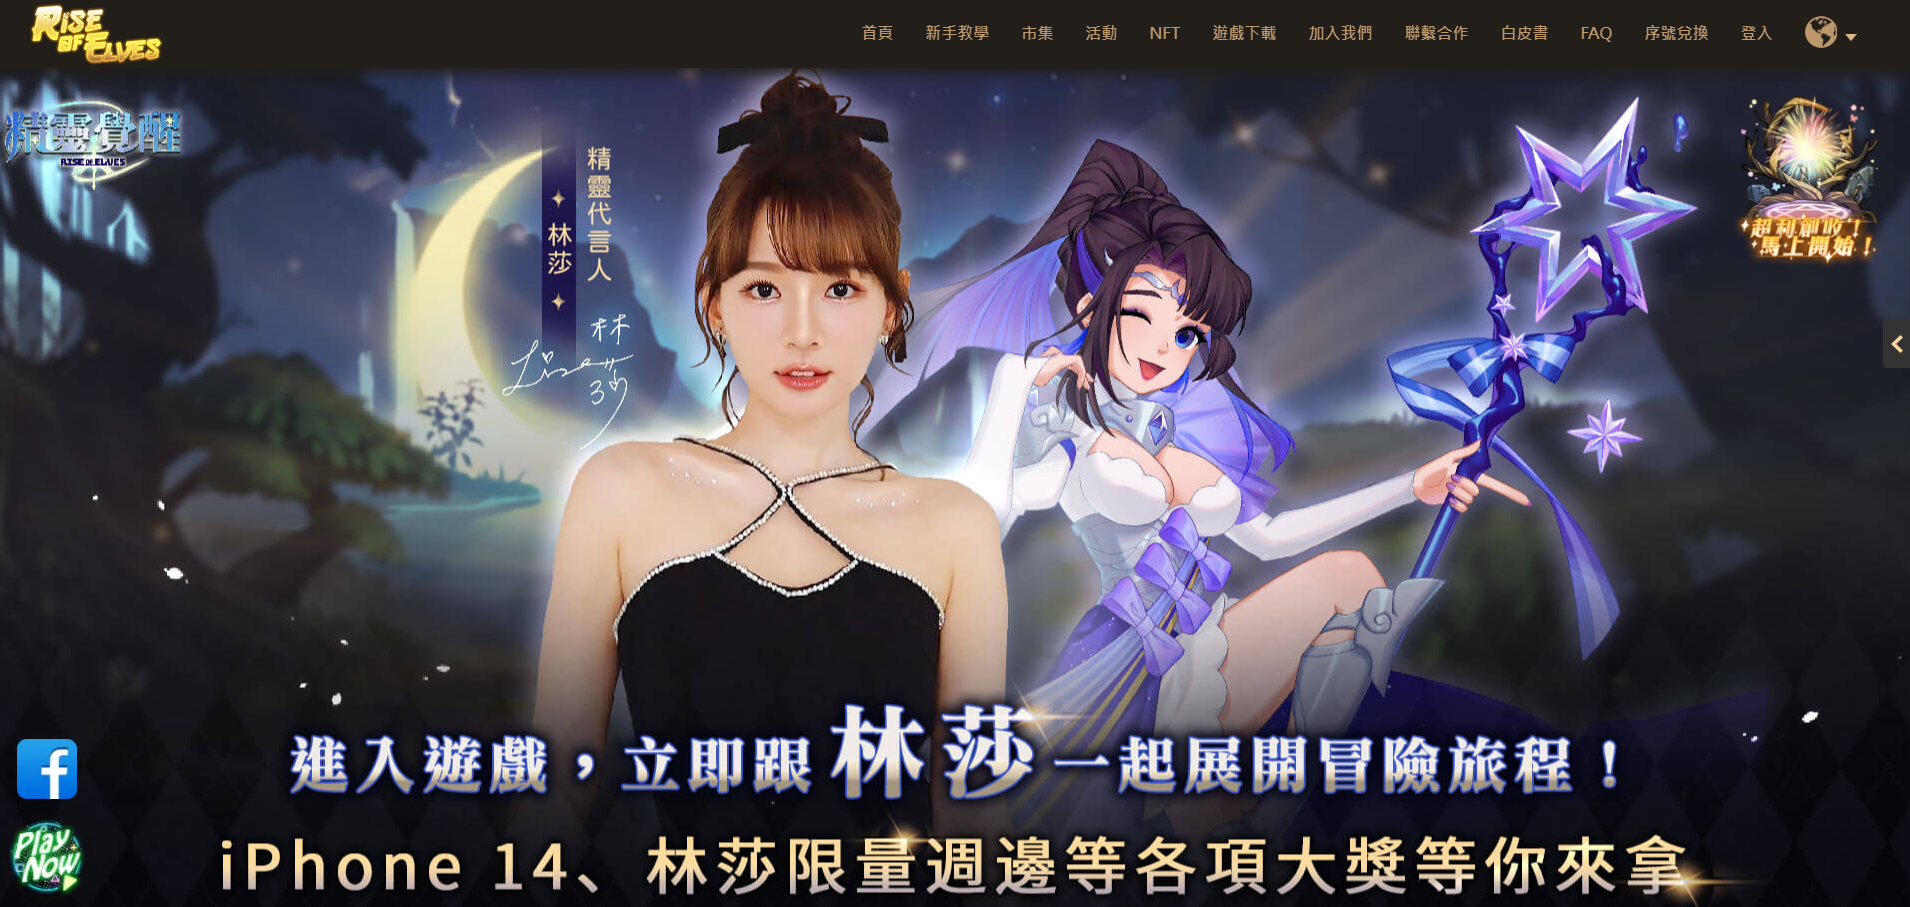 RISE
OF ELVES
首頁 新手教學 市集 活動 NFT 遊戲下載 加入我們 聯繫合作 白皮書 FAQ 序號兌換 登入
精靈覺醒
RISE OF ELVES
精靈代言人
林莎
林莎
Lisa
超利創收！
馬上開始！
進入遊戲，立即跟林莎一起展開冒險旅程！
iPhone 14、林莎限量週邊等各項大獎等你來拿
f
Play
Now